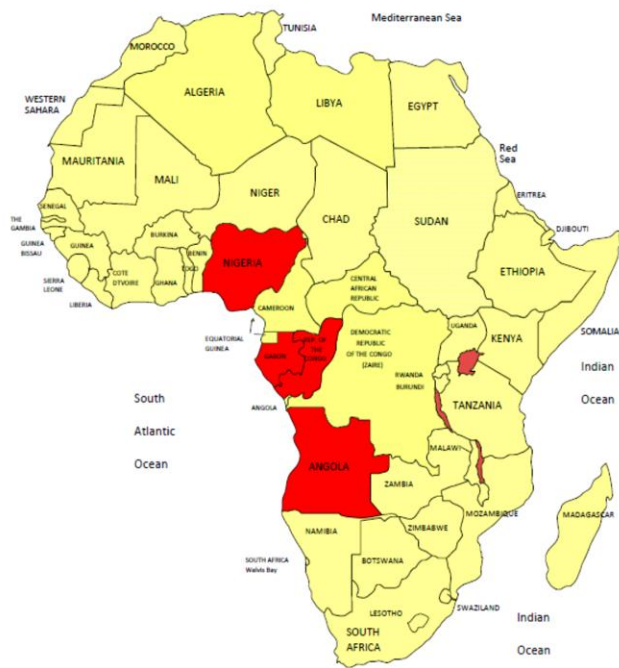 Mediterranean Sea
TUNISIA
MOROCCO
ALGERIA
LIBYA
EGYPT
WESTERN
SAHARA
Red
Sea
MAURITANIA
MALI
NIGER
CHAD
SUDAN
ERITREA
SENEGAL
THE
GAMBIA
GUINEA
BISSAU
GUINEA
BURKINA
BENIN
NIGERIA
DJIBOUTI
SIERRA
LEONE
COTE
DTVOIRE
GHANA
TOGO
LIBERIA
ETHIOPIA
CENTRAL
AFRICAN
REPUBLIC
CAMEROON
SOMALIA
EQUATORIAL
GUINEA
GABON
REP. OF
THE
CONGO
DEMOCRATIC
REPUBLIC
OF THE CONGO
(ZAIRE)
UGANDA
KENYA
RWANDA
BURUNDI
Indian
Ocean
TANZANIA
South
Atlantic
Ocean
ANGOLA
ANGOLA
MALAWI
ZAMBIA
MOZAMBIQUE
MADAGASCAR
NAMIBIA
ZIMBABWE
BOTSWANA
SOUTH AFRICA
Walvis Bay
LESOTHO
SWAZILAND
SOUTH
AFRICA
Indian
Ocean